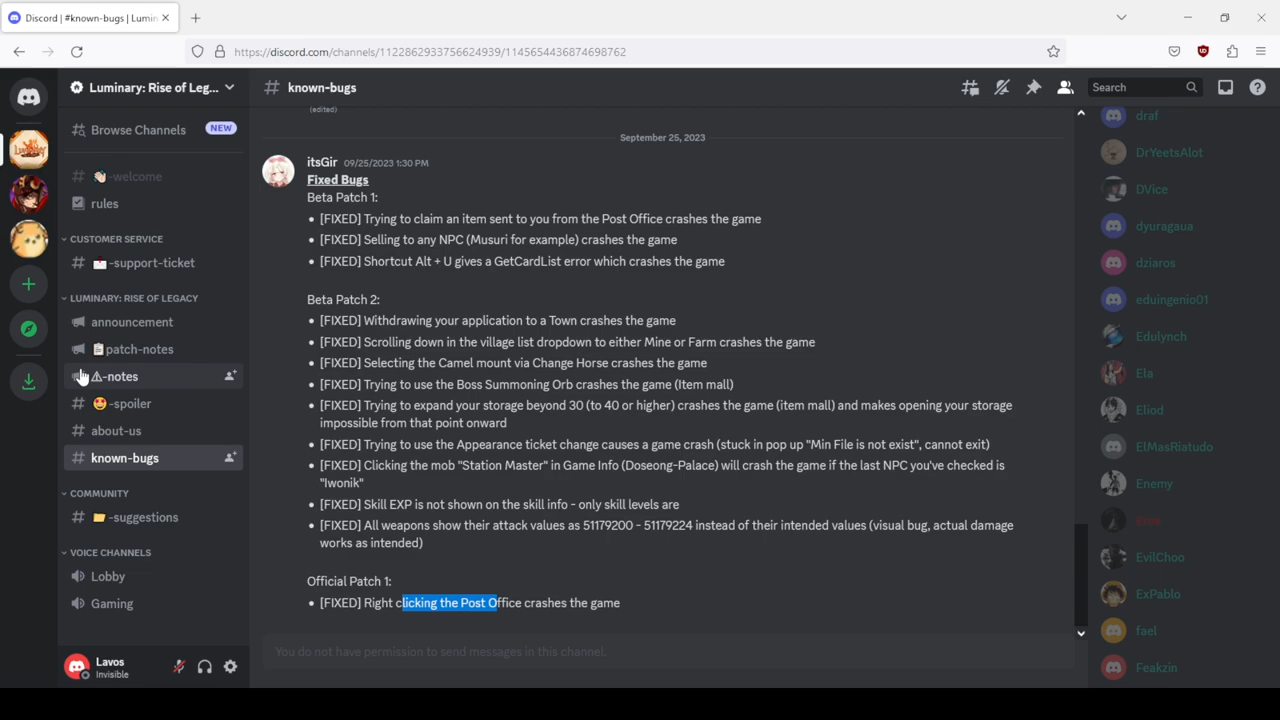 Discord | #known-bugs | Lumin
https://discord.com/channels/1122862933756624939/1145654436874698762
Luminary: Rise of Leg...
# known-bugs
Search
Browse Channels
NEW
-welcome
rules
CUSTOMER SERVICE
-support-ticket
LUMINARY: RISE OF LEGACY
announcement
patch-notes
-notes
-spoiler
about-us
known-bugs
COMMUNITY
-suggestions
VOICE CHANNELS
Lobby
Gaming
Lavos
Invisible
(edited)
September 25, 2023
itsGir 09/25/2023 1:30 PM
Fixed Bugs
Beta Patch 1:
• [FIXED] Trying to claim an item sent to you from the Post Office crashes the game
• [FIXED] Selling to any NPC (Musuri for example) crashes the game
• [FIXED] Shortcut Alt + U gives a GetCardList error which crashes the game
Beta Patch 2:
• [FIXED] Withdrawing your application to a Town crashes the game
• [FIXED] Scrolling down in the village list dropdown to either Mine or Farm crashes the game
• [FIXED] Selecting the Camel mount via Change Horse crashes the game
• [FIXED] Trying to use the Boss Summoning Orb crashes the game (Item mall)
• [FIXED] Trying to expand your storage beyond 30 (to 40 or higher) crashes the game (item mall) and makes opening your storage
impossible from that point onward
• [FIXED] Trying to use the Appearance ticket change causes a game crash (stuck in pop up "Min File is not exist", cannot exit)
• [FIXED] Clicking the mob "Station Master" in Game Info (Doseong-Palace) will crash the game if the last NPC you've checked is
"Iwonik"
• [FIXED] Skill EXP is not shown on the skill info - only skill levels are
• [FIXED] All weapons show their attack values as 51179200 - 51179224 instead of their intended values (visual bug, actual damage
works as intended)
Official Patch 1:
• [FIXED] Right clicking the Post Office crashes the game
You do not have permission to send messages in this channel.
draf
DrYeetsAlot
DVice
dyuragaua
dziaros
eduingenio01
Edulynch
Ela
Eliod
ElMasRiatudo
Enemy
EvilChoo
ExPablo
fael
Feakzin